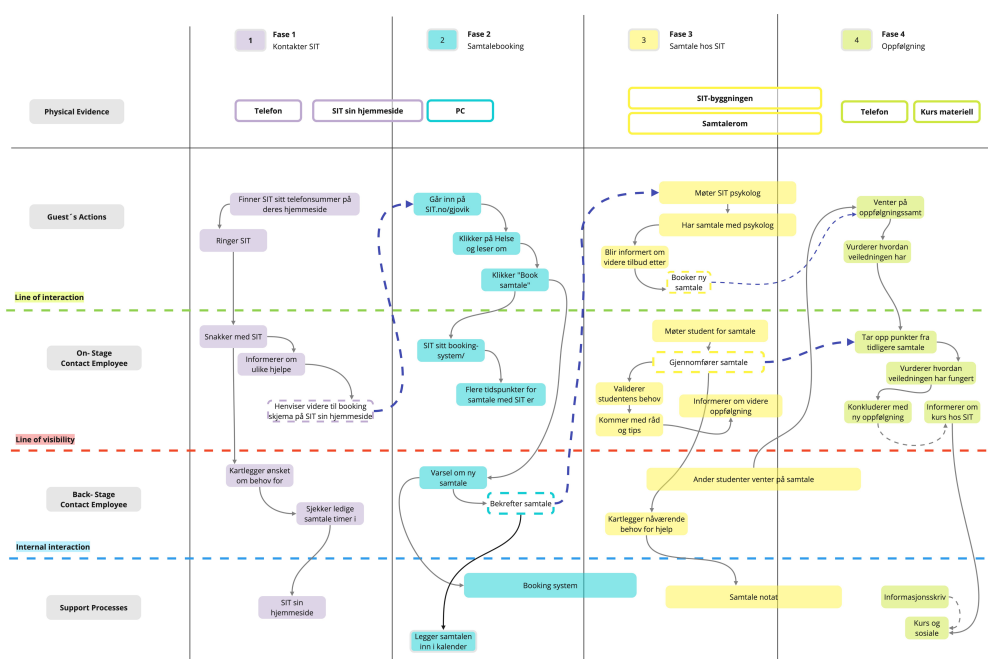 1
Fase 1
Kontakter SIT
2
Fase 2
Samtalebooking
3
Fase 3
Samtale hos SIT
4
Fase 4
Oppfølgning
Physical Evidence
Telefon
SIT sin hjemmeside
PC
SIT-byggningen
Samtalerom
Telefon
Kurs materiell
Guest´s Actions
Finner SIT sitt telefonsummer på
deres hjemmeside
Ringer SIT
Går inn på
SIT.no/gjovik
Klikker på Helse
og leser om
Klikker "Book
samtale"
Møter SIT psykolog
Har samtale med psykolog
Blir informert om
videre tilbud etter
Booker ny
samtale
Venter på
oppfølgningssamt
Vurderer hvordan
veiledningen har
Line of interaction
On- Stage
Contact Employee
Snakker med SIT
Informerer om
ulike hjelpe
Henviser videre til booking
skjema på SIT sin hjemmeside
SIT sitt booking-
system/
Flere tidspunkter for
samtale med SIT er
Møter student for samtale
Gjennomfører samtale
Validerer
studentens behov
Kommer med råd
og tips
Informerer om videre
oppfølgning
Tar opp punkter fra
tidligere samtale
Vurderer hvordan
veiledningen har fungert
Konkluderer med
ny oppfølgning
Informerer om
kurs hos SIT
Line of visibility
Back- Stage
Contact Employee
Kartlegger ønsket
om behov for
Sjekker ledige
samtale timer i
Varsel om ny
samtale
Bekrefter samtale
Ander studenter venter på samtale
Kartlegger nåværende
behov for hjelp
Internal interaction
Support Processes
SIT sin
hjemmeside
Booking system
Legger samtalen
inn i kalender
Samtale notat
Informasjonsskriv
Kurs og
sosiale